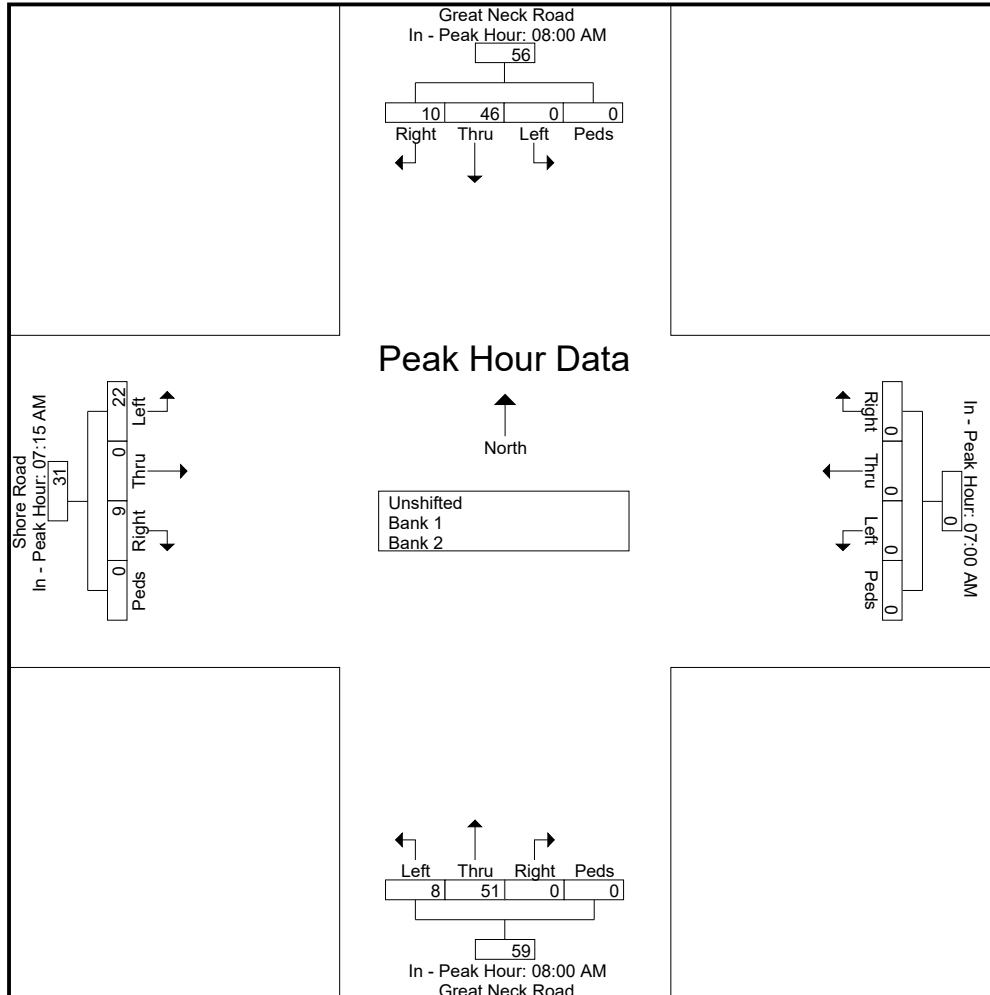 Great Neck Road
In - Peak Hour: 08:00 AM
56
10 46 0 0
Right Thru Left Peds
Peak Hour Data
North
Unshifted
Bank 1
Bank 2
Shore Road
In - Peak Hour: 07:15 AM
31
22 0 9 0
Left Thru Right Peds
In - Peak Hour: 07:00 AM
0
0 0 0 0
Right Thru Left Peds
Left Thru Right Peds
8 51 0 0
59
In - Peak Hour: 08:00 AM
Great Neck Road